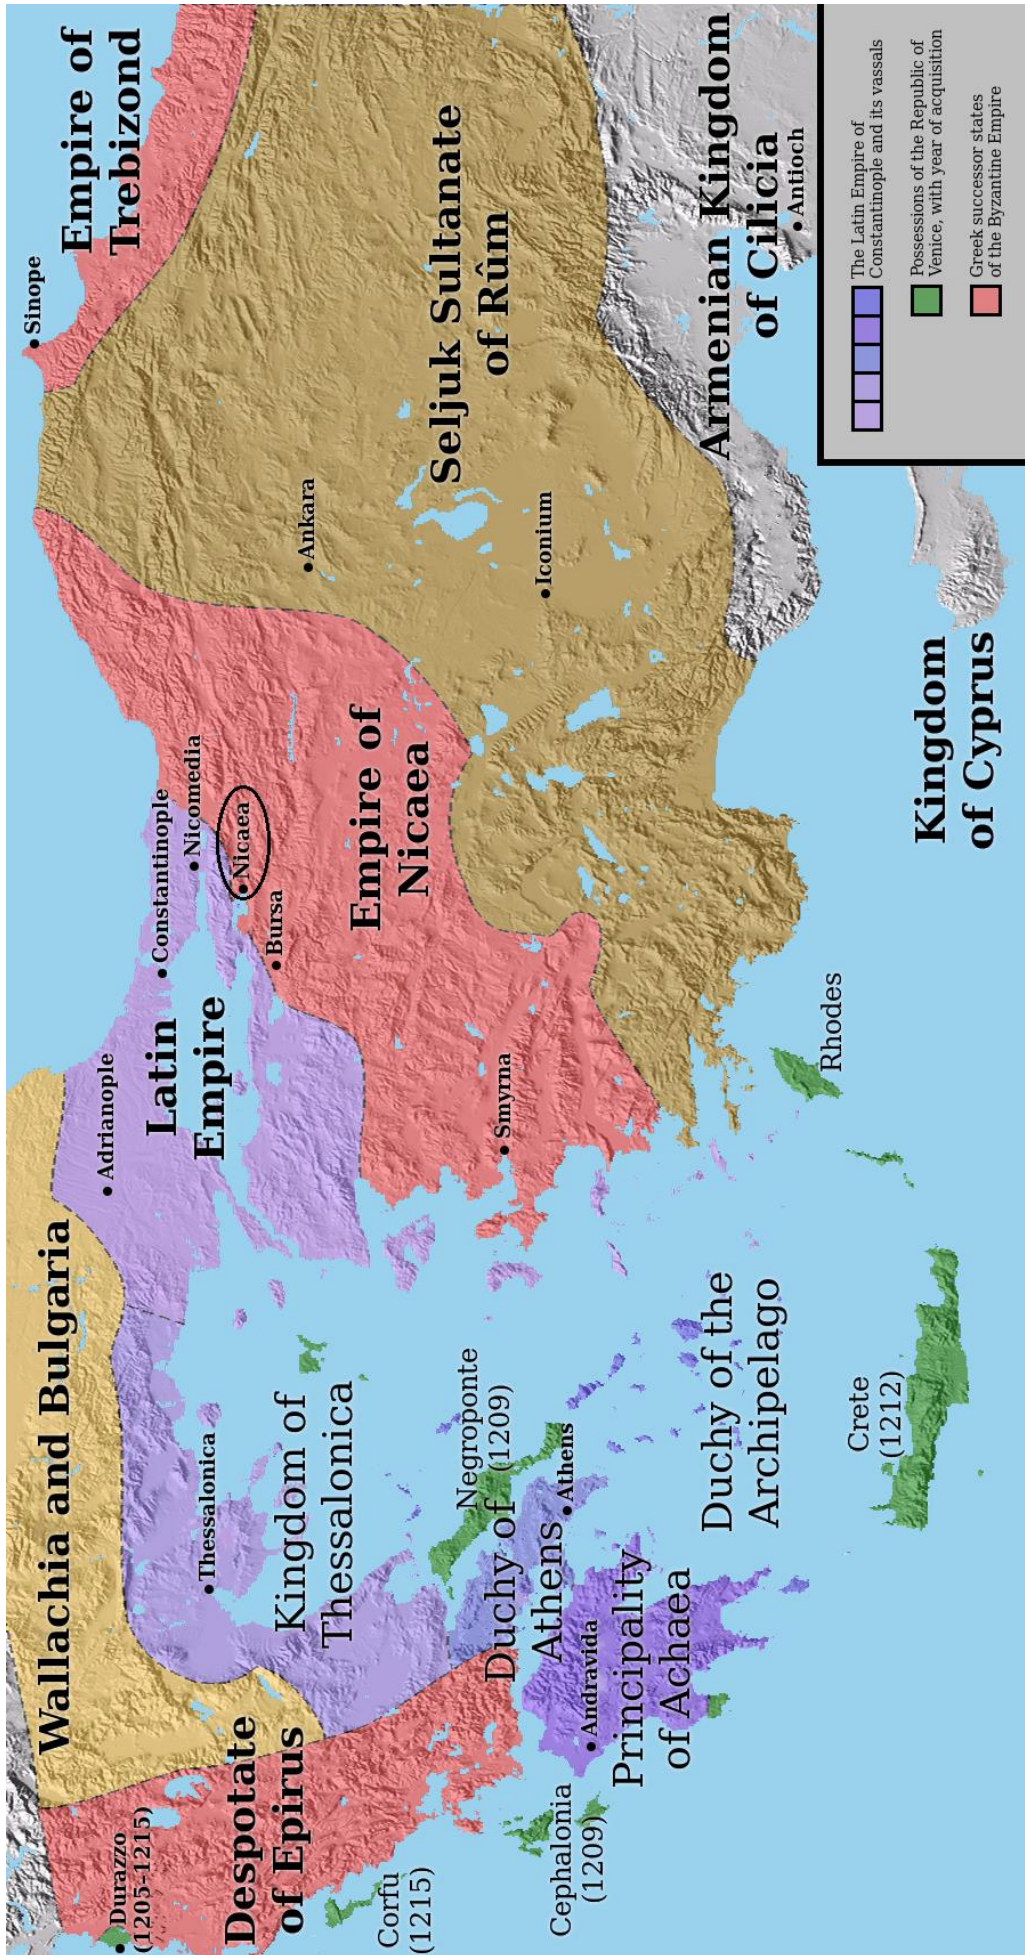 Wallachia and Bulgaria
Durazzo
(1205-1215)
Despotate
of Epirus
Corfu
(1215)
Cephalonia
(1209)
Thessalonica
Kingdom of
Thessalonica
Negroponte
(1209)
Duchy of
Athens
Athens
Andravida
Principality
of Achaea
Duchy of the
Archipelago
Crete
(1212)
Rhodes
Adrianople
Latin
Empire
Constantinople
Nicomedia
Nicaea
Bursa
Smyrna
Empire of
Nicaea
Sinope
Empire of
Trebizond
Ankara
Seljuk Sultanate
of Rûm
Iconium
Armenian Kingdom
of Cilicia
Antioch
Kingdom
of Cyprus
The Latin Empire of
Constantinople and its vassals
Possessions of the Republic of
Venice, with year of acquisition
Greek successor states
of the Byzantine Empire